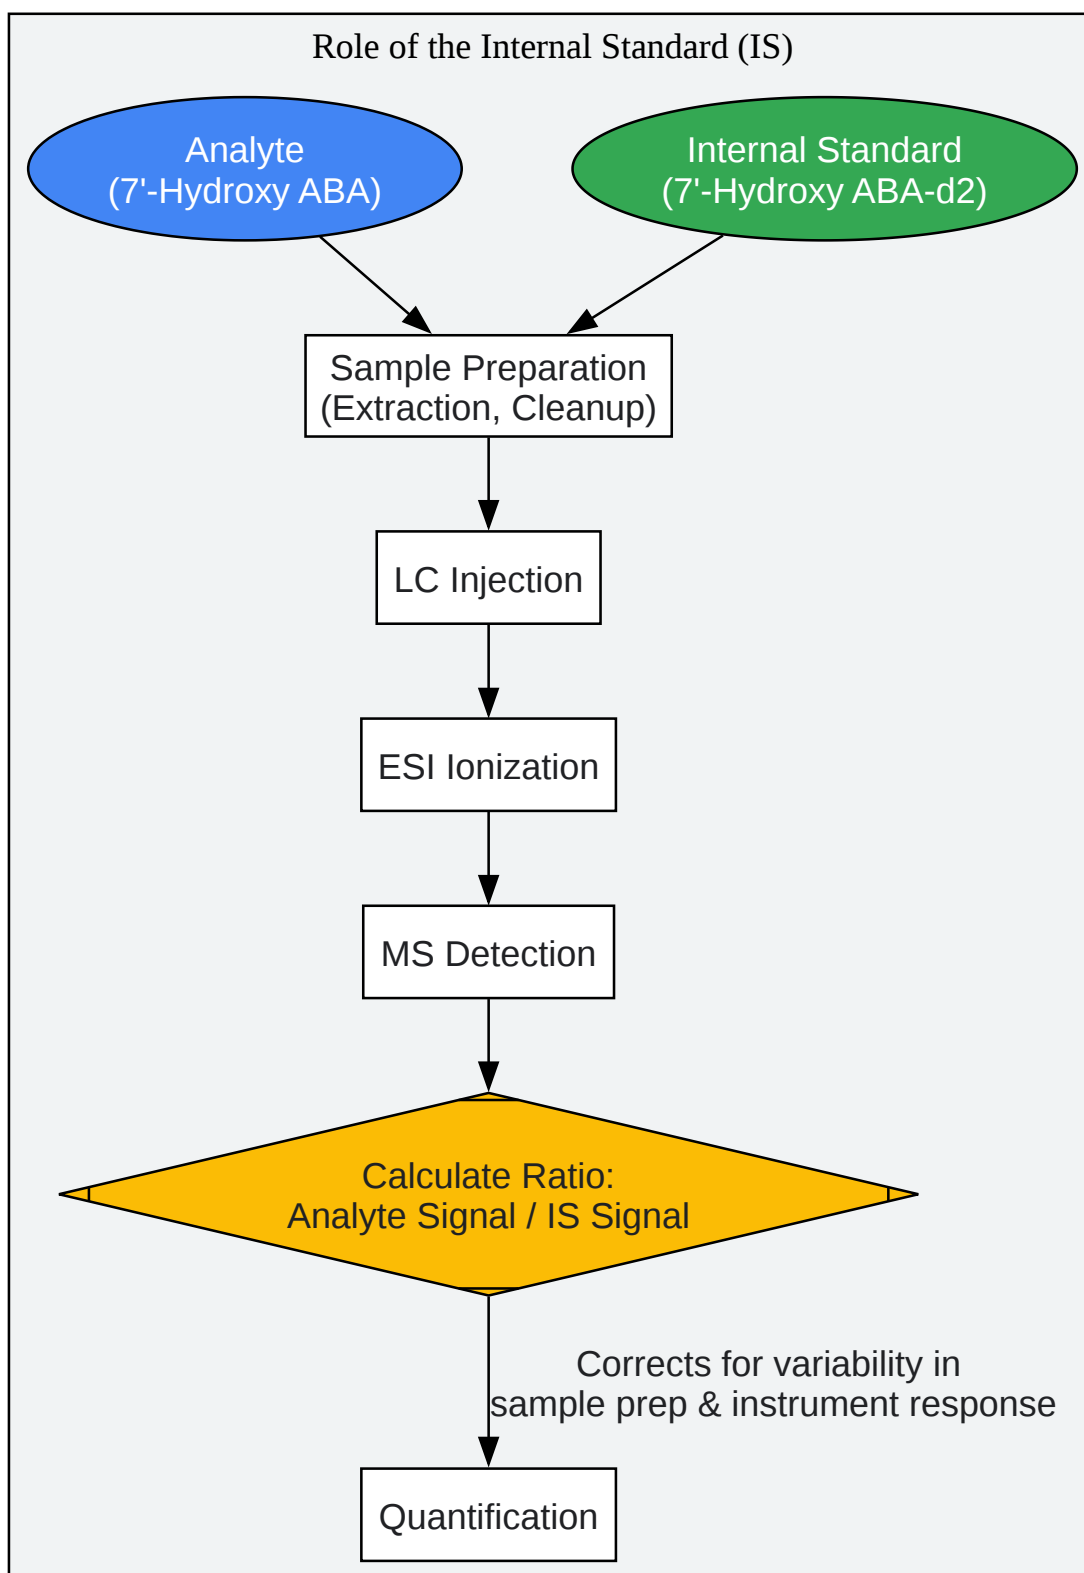 Role of the Internal Standard (IS)
Analyte
(7'-Hydroxy ABA)
Internal Standard
(7'-Hydroxy ABA-d2)
Sample Preparation
(Extraction, Cleanup)
LC Injection
ESI Ionization
MS Detection
Calculate Ratio:
Analyte Signal / IS Signal
Corrects for variability in
sample prep & instrument response
Quantification